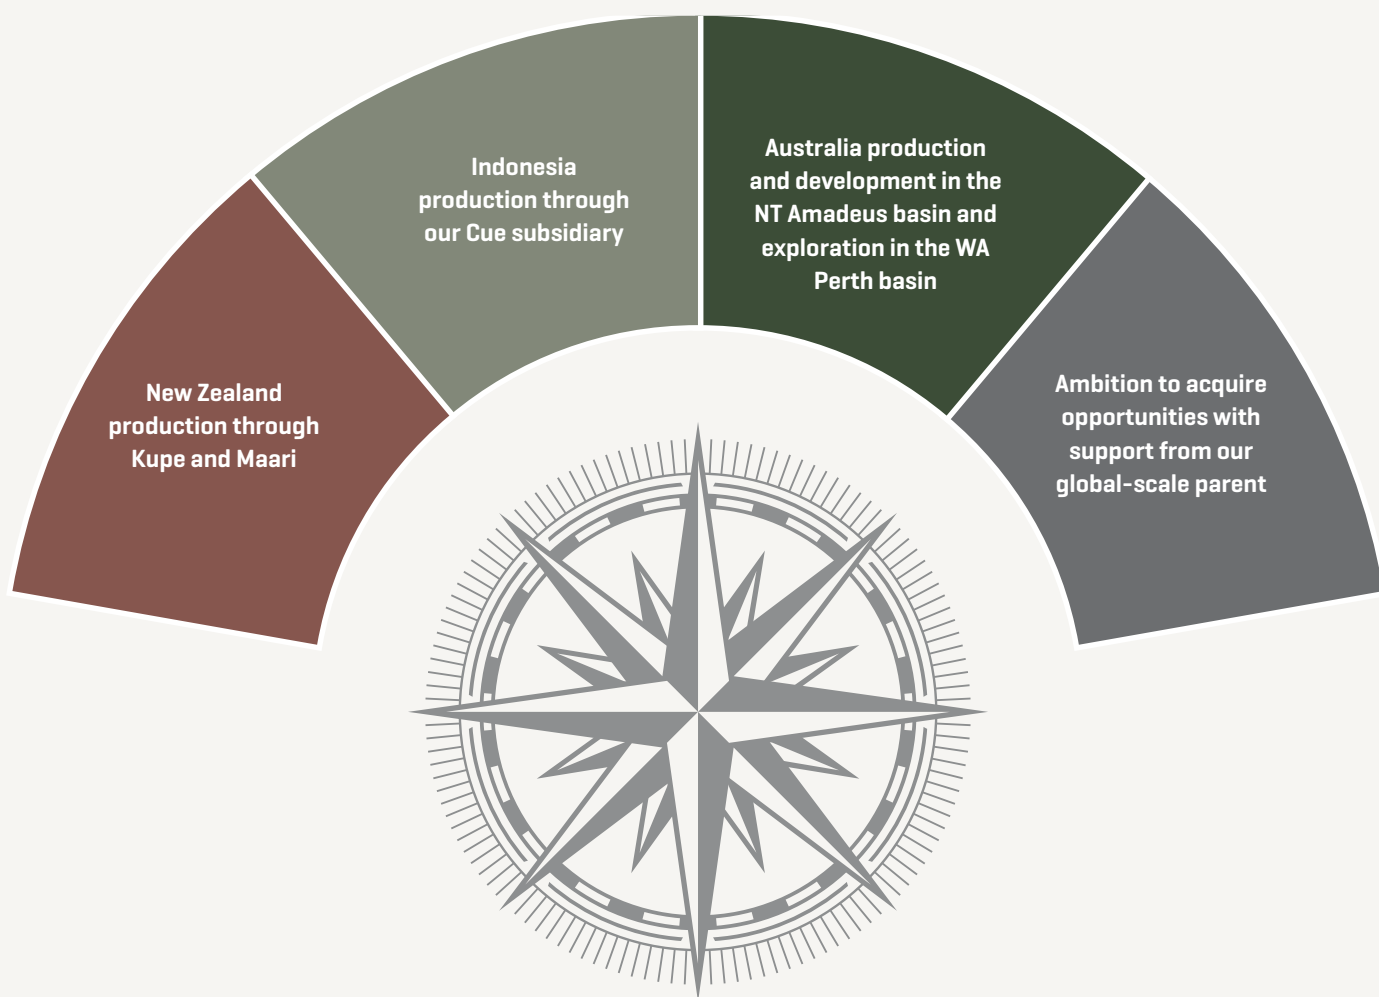 New Zealand
production through
Kupe and Maari
Indonesia
production through
our Cue subsidiary
Australia production
and development in the
NT Amadeus basin and
exploration in the WA
Perth basin
Ambition to acquire
opportunities with
support from our
global-scale parent